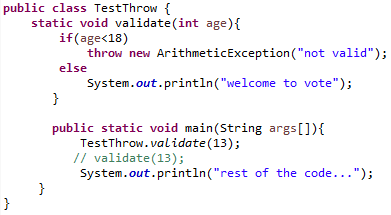 public class TestThrow {
    static void validate(int age){
        if(age<18)
            throw new ArithmeticException("not valid");
        else
            System.out.println("welcome to vote");
       }

       public static void main(String args[]){
           TestThrow.validate(13);
          // validate(13);
           System.out.println("rest of the code...");
     }
}